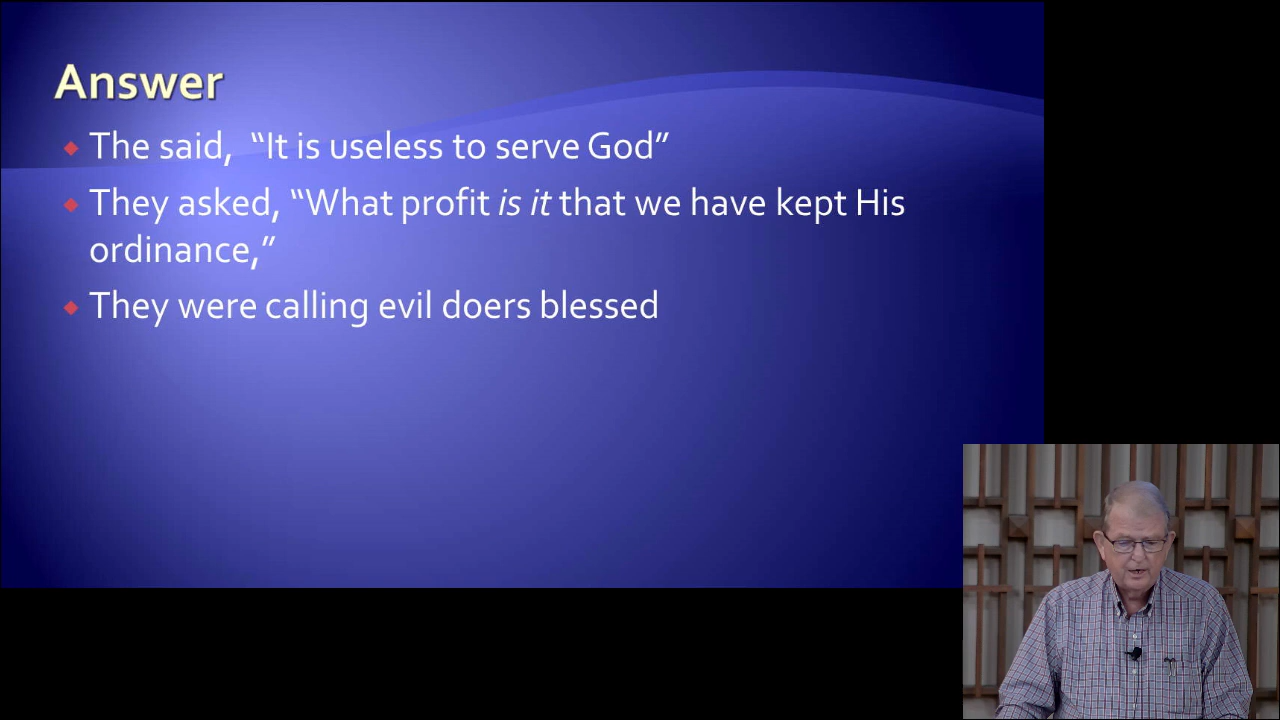 Answer
The said, “It is useless to serve God”
They asked, “What profit is it that we have kept His
ordinance,”
They were calling evil doers blessed